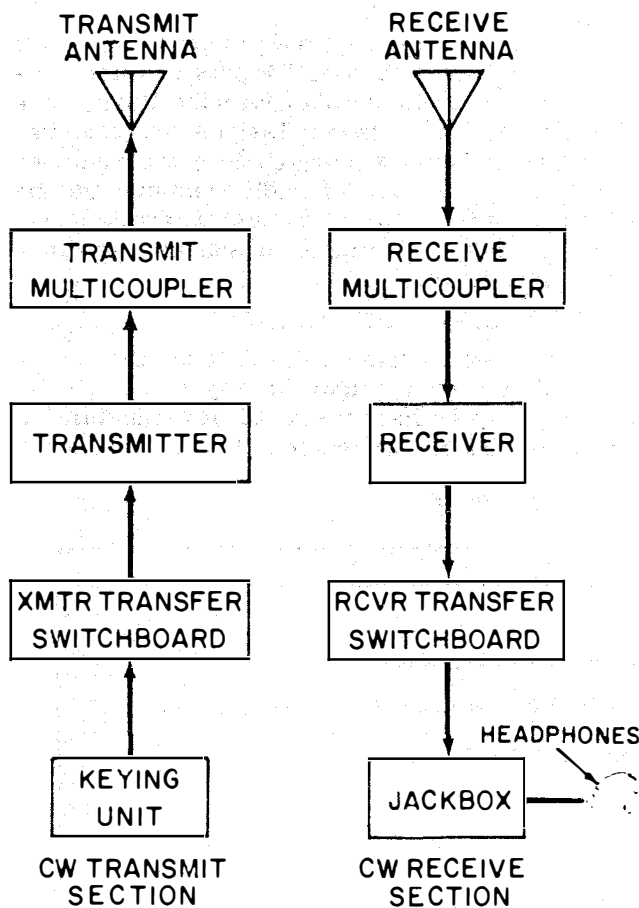 TRANSMIT
ANTENNA
TRANSMIT
MULTICOUPLER
TRANSMITTER
XMTR TRANSFER
SWITCHBOARD
KEYING
UNIT
CW TRANSMIT
SECTION
RECEIVE
ANTENNA
RECEIVE
MULTICOUPLER
RECEIVER
RCVR TRANSFER
SWITCHBOARD
HEADPHONES
JACKBOX
CW RECEIVE
SECTION